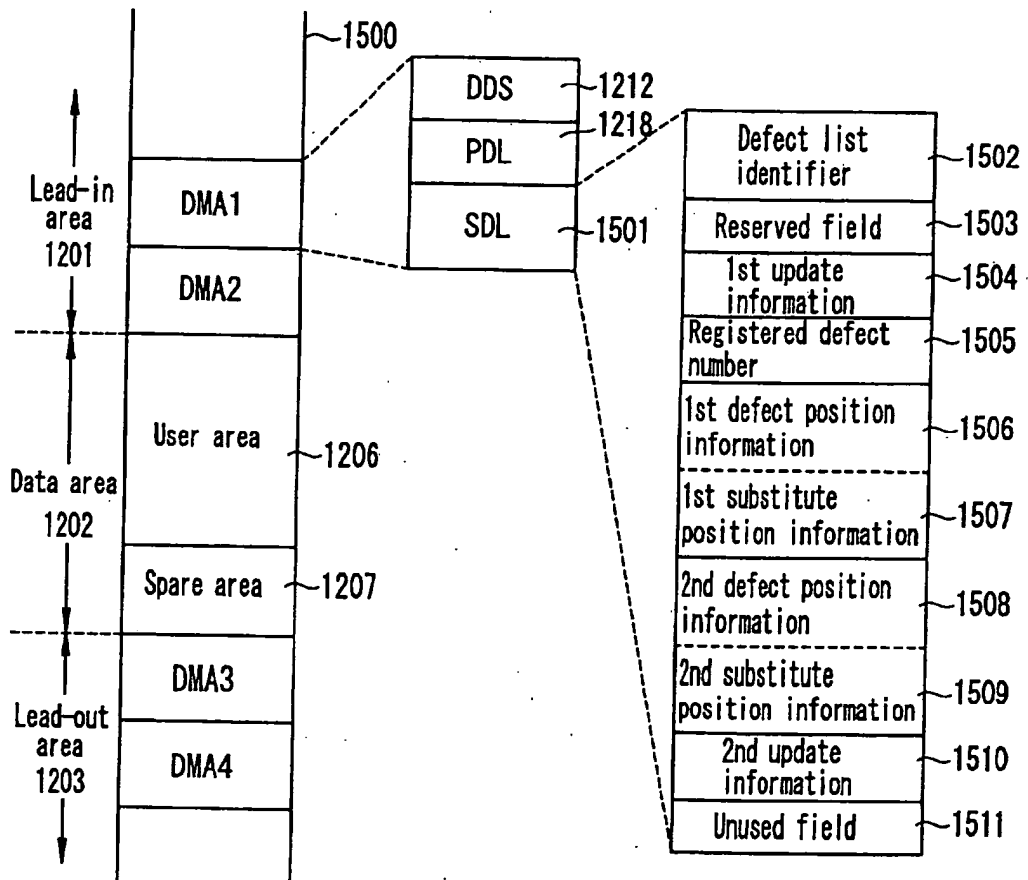 1500
Lead-in
area
1201
DMA1
DMA2
Data area
1202
User area
1206
Spare area
1207
Lead-out
area
1203
DMA3
DMA4
DDS
1212
PDL
1218
SDL
1501
Defect list
identifier
1502
Reserved field
1503
1st update
information
1504
Registered defect
number
1505
1st defect position
information
1506
1st substitute
position information
1507
2nd defect position
information
1508
2nd substitute
position information
1509
2nd update
information
1510
Unused field
1511